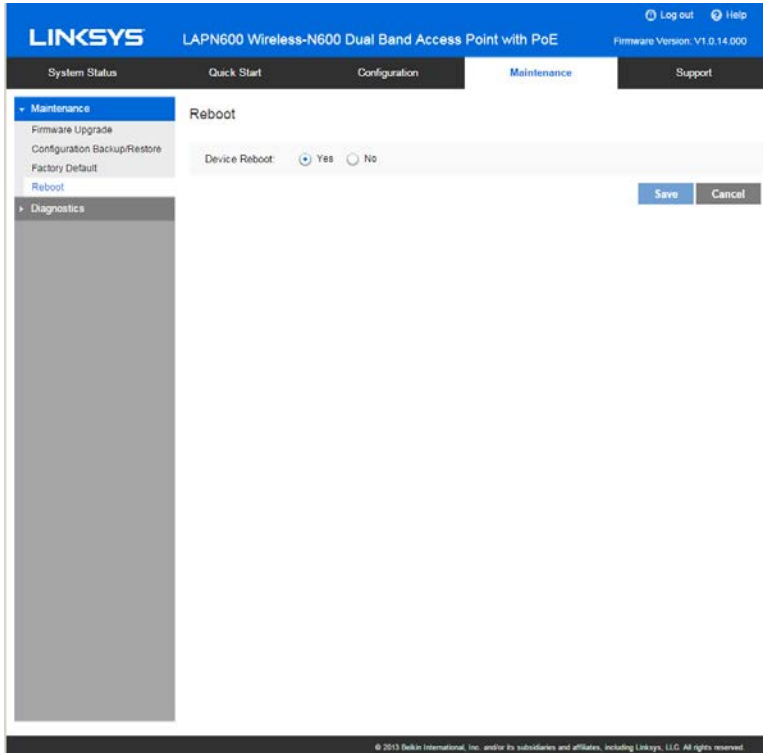 Log out Help
LINKSYS LAPN600 Wireless-N600 Dual Band Access Point with PoE Firmware Version: V1.0.14.000
System Status Quick Start Configuration Maintenance Support
Maintenance
Firmware Upgrade
Configuration Backup/Restore
Factory Default
Reboot
Diagnostics
Reboot
Device Reboot: Yes No
Save Cancel
© 2013 Belkin International, Inc. and/or its subsidiaries and affiliates, including Linksys, LLC. All rights reserved.